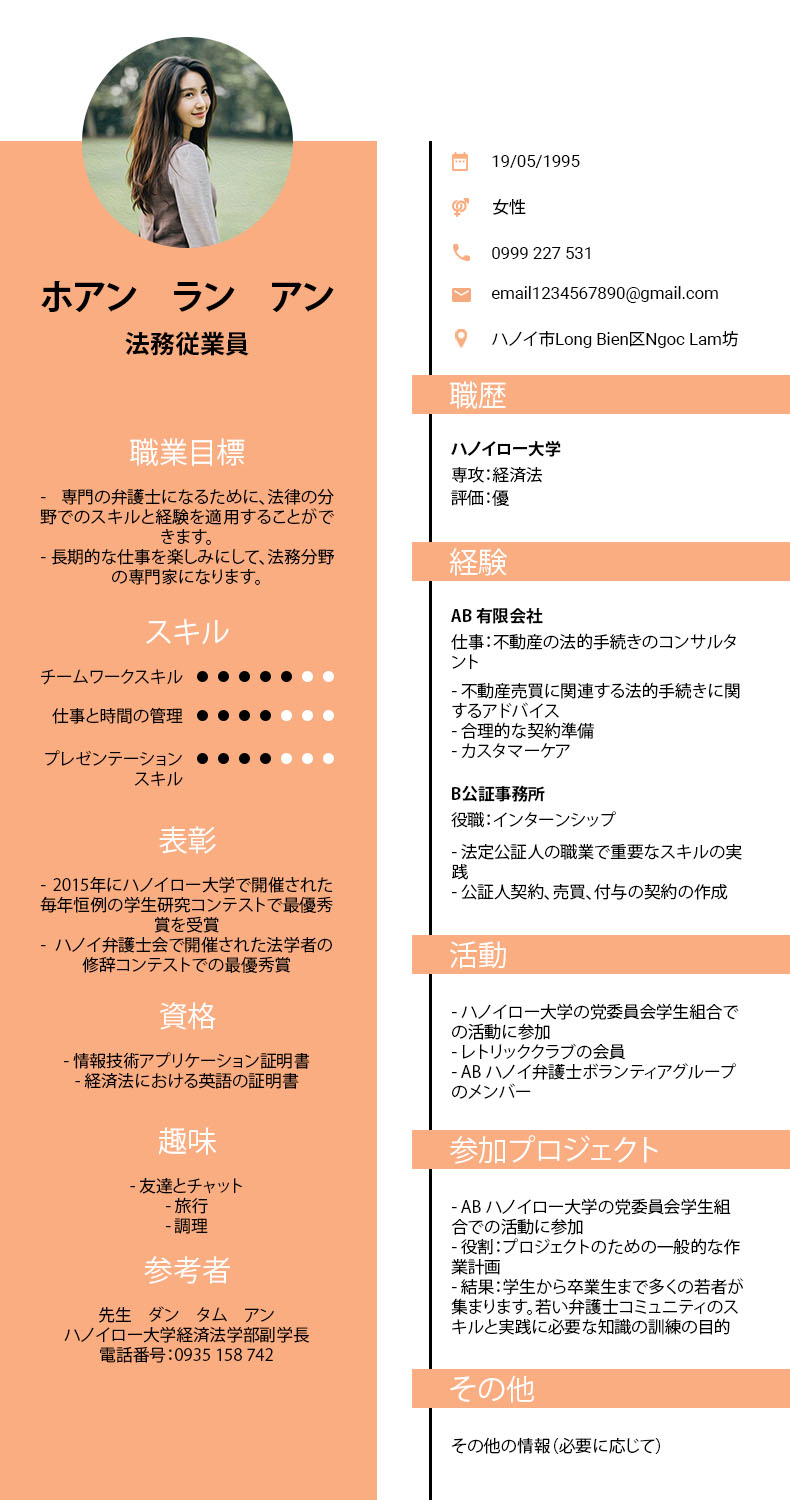 ホアン　ラン　アン
法務従業員
職業目標
- 専門の弁護士になるために、法律の分
野でのスキルと経験を適用することがで
きます。
- 長期的な仕事を楽しみにして、法務分野
の専門家になります。
スキル
チームワークスキル
仕事と時間の管理
プレゼンテーション
スキル
表彰
- 2015年にハノイロー大学で開催された
毎年恒例の学生研究コンテストで最優秀
賞を受賞
- ハノイ弁護士会で開催された法学者の
修辞コンテストでの最優秀賞
資格
- 情報技術アプリケーション証明書
- 経済法における英語の証明書
趣味
- 友達とチャット
- 旅行
- 調理
参考者
先生　ダン　タム　アン
ハノイロー大学経済法学部副学長
電話番号：0935 158 742
19/05/1995
女性
0999 227 531
email1234567890@gmail.com
ハノイ市Long Bien区Ngoc Lam坊
職歴
ハノイロー大学
専攻：経済法
評価：優
経験
AB 有限会社
仕事：不動産の法的手続きのコンサルタ
ント
- 不動産売買に関連する法的手続きに関
するアドバイス
- 合理的な契約準備
- カスタマーケア
B公証事務所
役職：インターンシップ
- 法定公証人の職業で重要なスキルの実
践
- 公証人契約、売買、付与の契約の作成
活動
- ハノイロー大学の党委員会学生組合で
の活動に参加
- レトリッククラブの会員
- AB ハノイ弁護士ボランティアグループ
のメンバー
参加プロジェクト
- AB ハノイロー大学の党委員会学生組
合での活動に参加
- 役割：プロジェクトのための一般的な作
業計画
- 結果：学生から卒業生まで多くの若者が
集まります。若い弁護士コミュニティのス
キルと実践に必要な知識の訓練の目的
その他
その他の情報（必要に応じて）